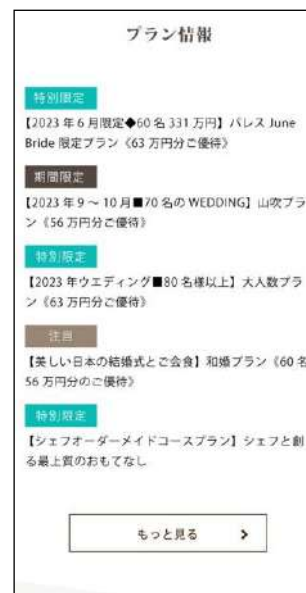 プラン情報
特別限定
【2023年6月限定◆60名331万円】パレス June
Bride 限定プラン《63万円分ご優待》
期間限定
【2023年9～10月■70名のWEDDING】山吹プラ
ン《56万円分ご優待》
特別限定
【2023年ウエディング■80名様以上】大人数プラ
ン《63万円分ご優待》
注目
【美しい日本の結婚式とご会食】和婚プラン《60名
56万円分のご優待》
特別限定
【シェフオーダーメイドコースプラン】シェフと創
る最上質のおもてなし
もっと見る